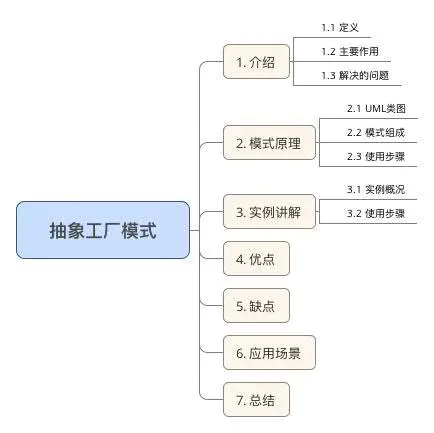 抽象工厂模式
1. 介绍
1.1 定义
1.2 主要作用
1.3 解决的问题
2. 模式原理
2.1 UML类图
2.2 模式组成
2.3 使用步骤
3. 实例讲解
3.1 实例概况
3.2 使用步骤
4. 优点
5. 缺点
6. 应用场景
7. 总结